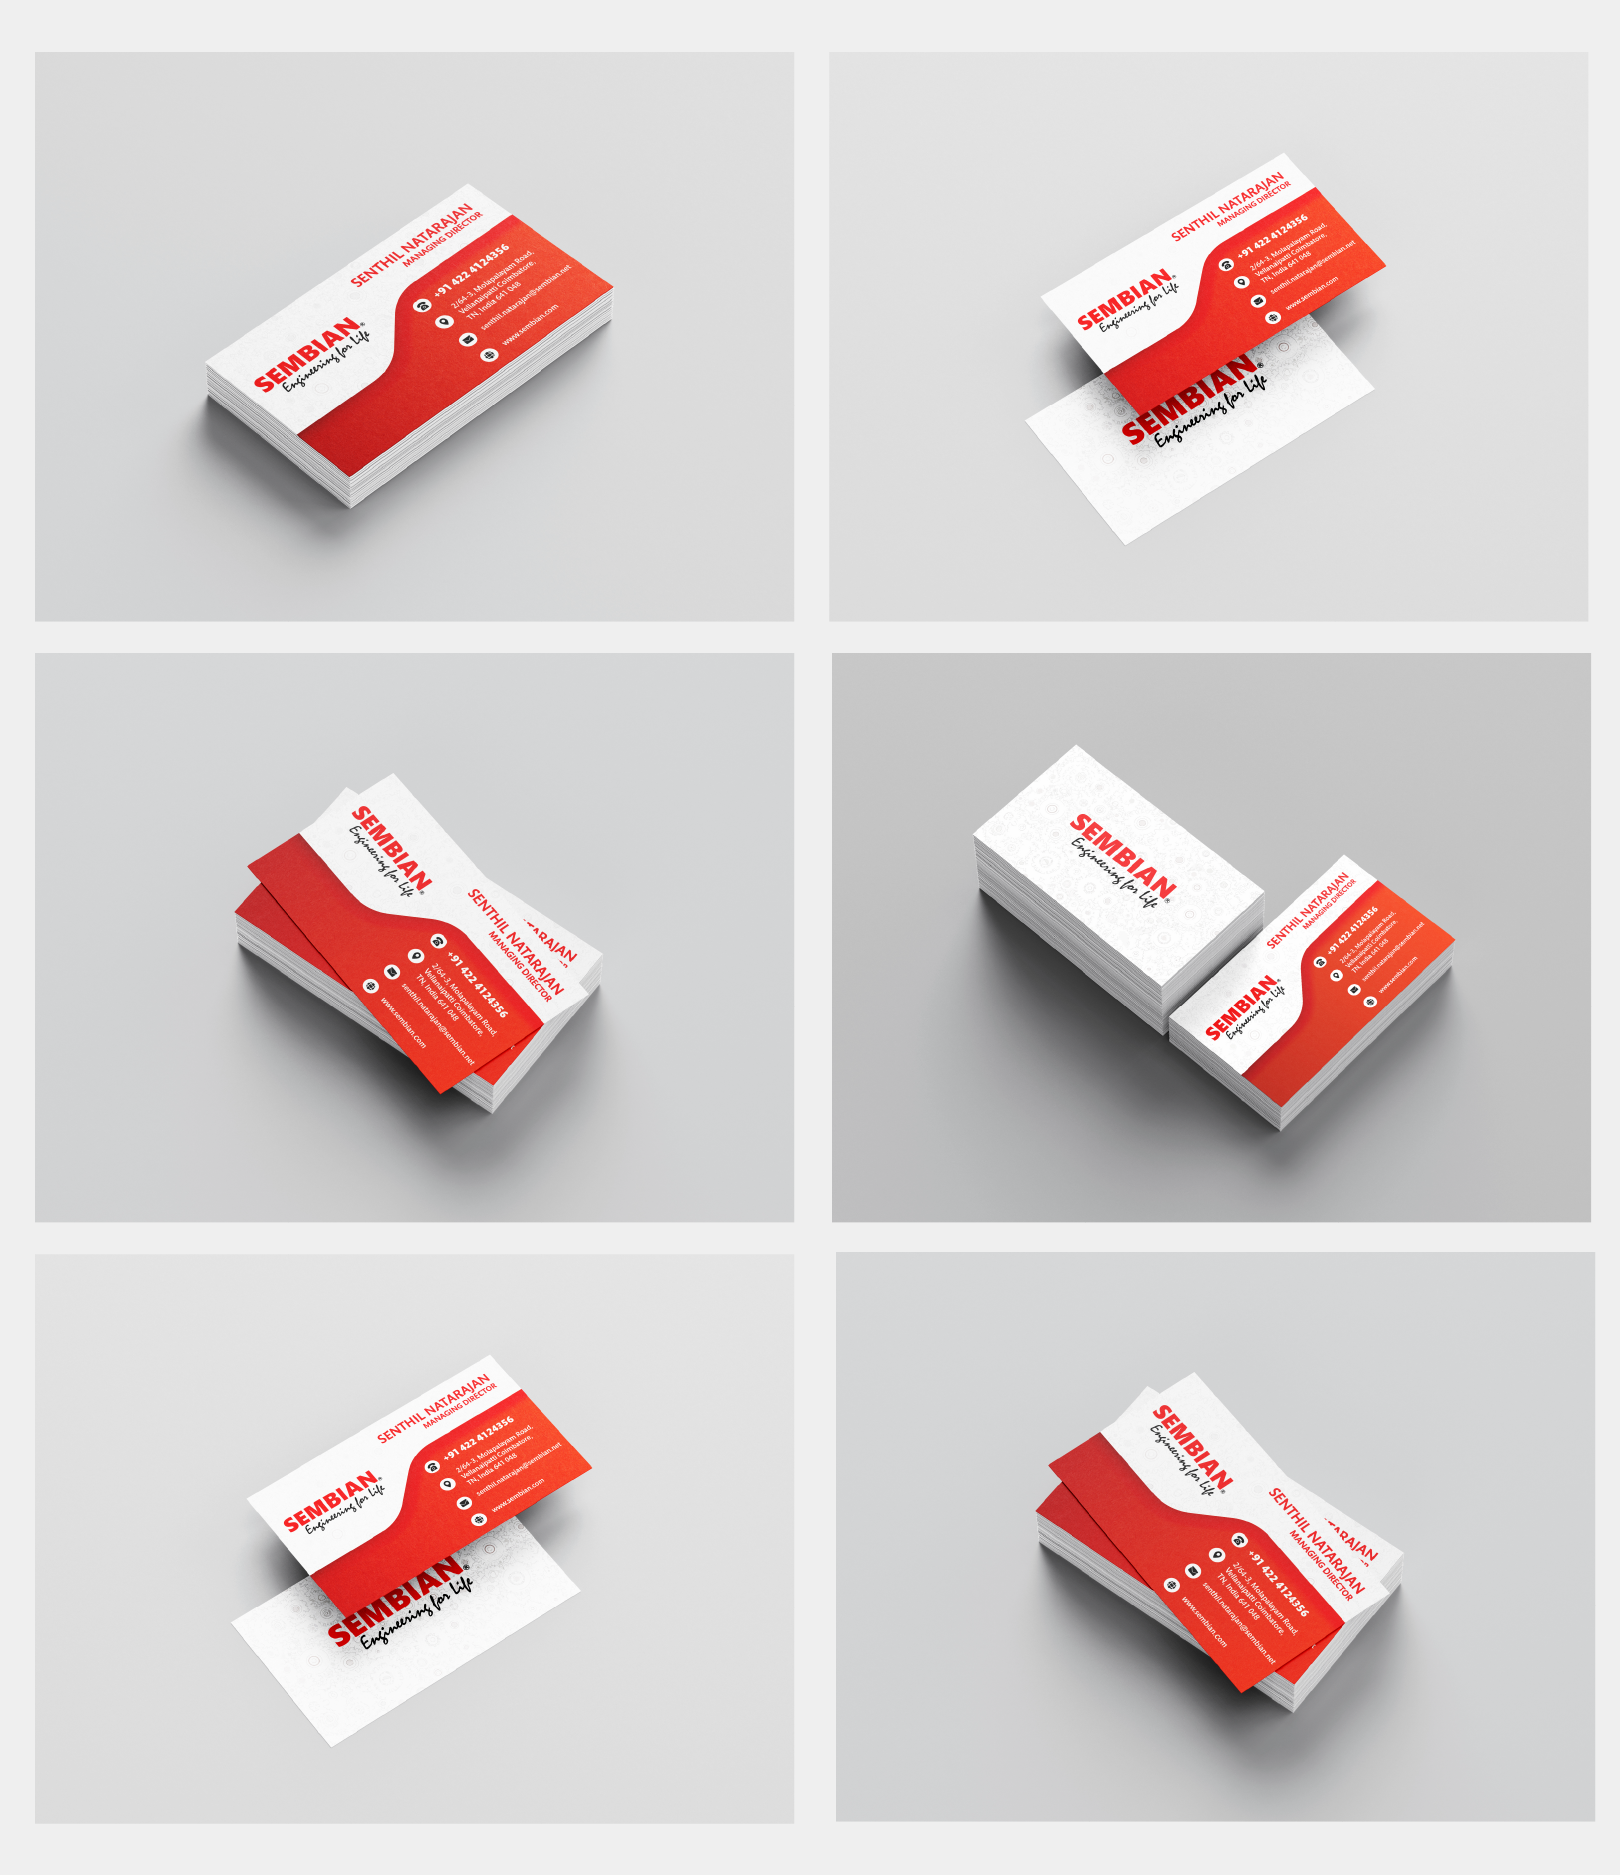 SENTHIL NATARAJAN
MANAGING DIRECTOR
+91 422 4124356
2/64-3, Molapalayam Road,
Vellanaipatti Coimbatore,
TN, India 641 048
senthil.natarajan@sembian.net
www.sembian.com
SEMBIAN®
Engineering for Life
SENTHIL NATARAJAN
MANAGING DIRECTOR
+91 422 4124356
2/64-3, Molapalayam Road,
Vellanaipatti Coimbatore,
TN, India 641 048
senthil.natarajan@sembian.net
www.sembian.com
SEMBIAN®
Engineering for Life
SEMBIAN®
Engineering for Life
SEMBIAN®
Engineering for Life
TARAJAN
SENTHIL NATARAJAN
MANAGING DIRECTOR
+91 422 4124356
2/64-3, Molapalayam Road,
Vellanaipatti Coimbatore,
TN, India 641 048
senthil.natarajan@sembian.net
www.sembian.com
SEMBIAN®
Engineering for Life
SENTHIL NATARAJAN
MANAGING DIRECTOR
+91 422 4124356
2/64-3, Molapalayam Road,
Vellanaipatti Coimbatore,
TN, India 641 048
senthil.natarajan@sembian.net
www.sembian.com
SEMBIAN®
Engineering for Life
SENTHIL NATARAJAN
MANAGING DIRECTOR
+91 422 4124356
2/64-3, Molapalayam Road,
Vellanaipatti Coimbatore,
TN, India 641 048
senthil.natarajan@sembian.net
www.sembian.com
SEMBIAN®
Engineering for Life
SEMBIAN®
Engineering for Life
SEMBIAN®
Engineering for Life
TARAJAN
SENTHIL NATARAJAN
MANAGING DIRECTOR
+91 422 4124356
2/64-3, Molapalayam Road,
Vellanaipatti Coimbatore,
TN, India 641 048
senthil.natarajan@sembian.net
www.sembian.com